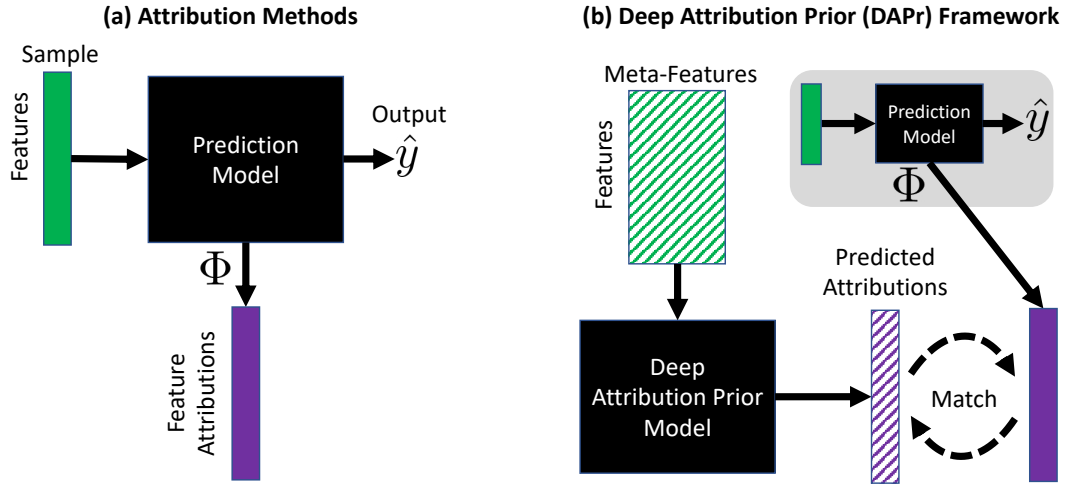 (a) Attribution Methods
Sample
Features
Prediction
Model
Output
ŷ
Φ
Feature
Attributions
(b) Deep Attribution Prior (DAPr) Framework
Meta-Features
Features
Prediction
Model
ŷ
Φ
Predicted
Attributions
Deep
Attribution Prior
Model
Match